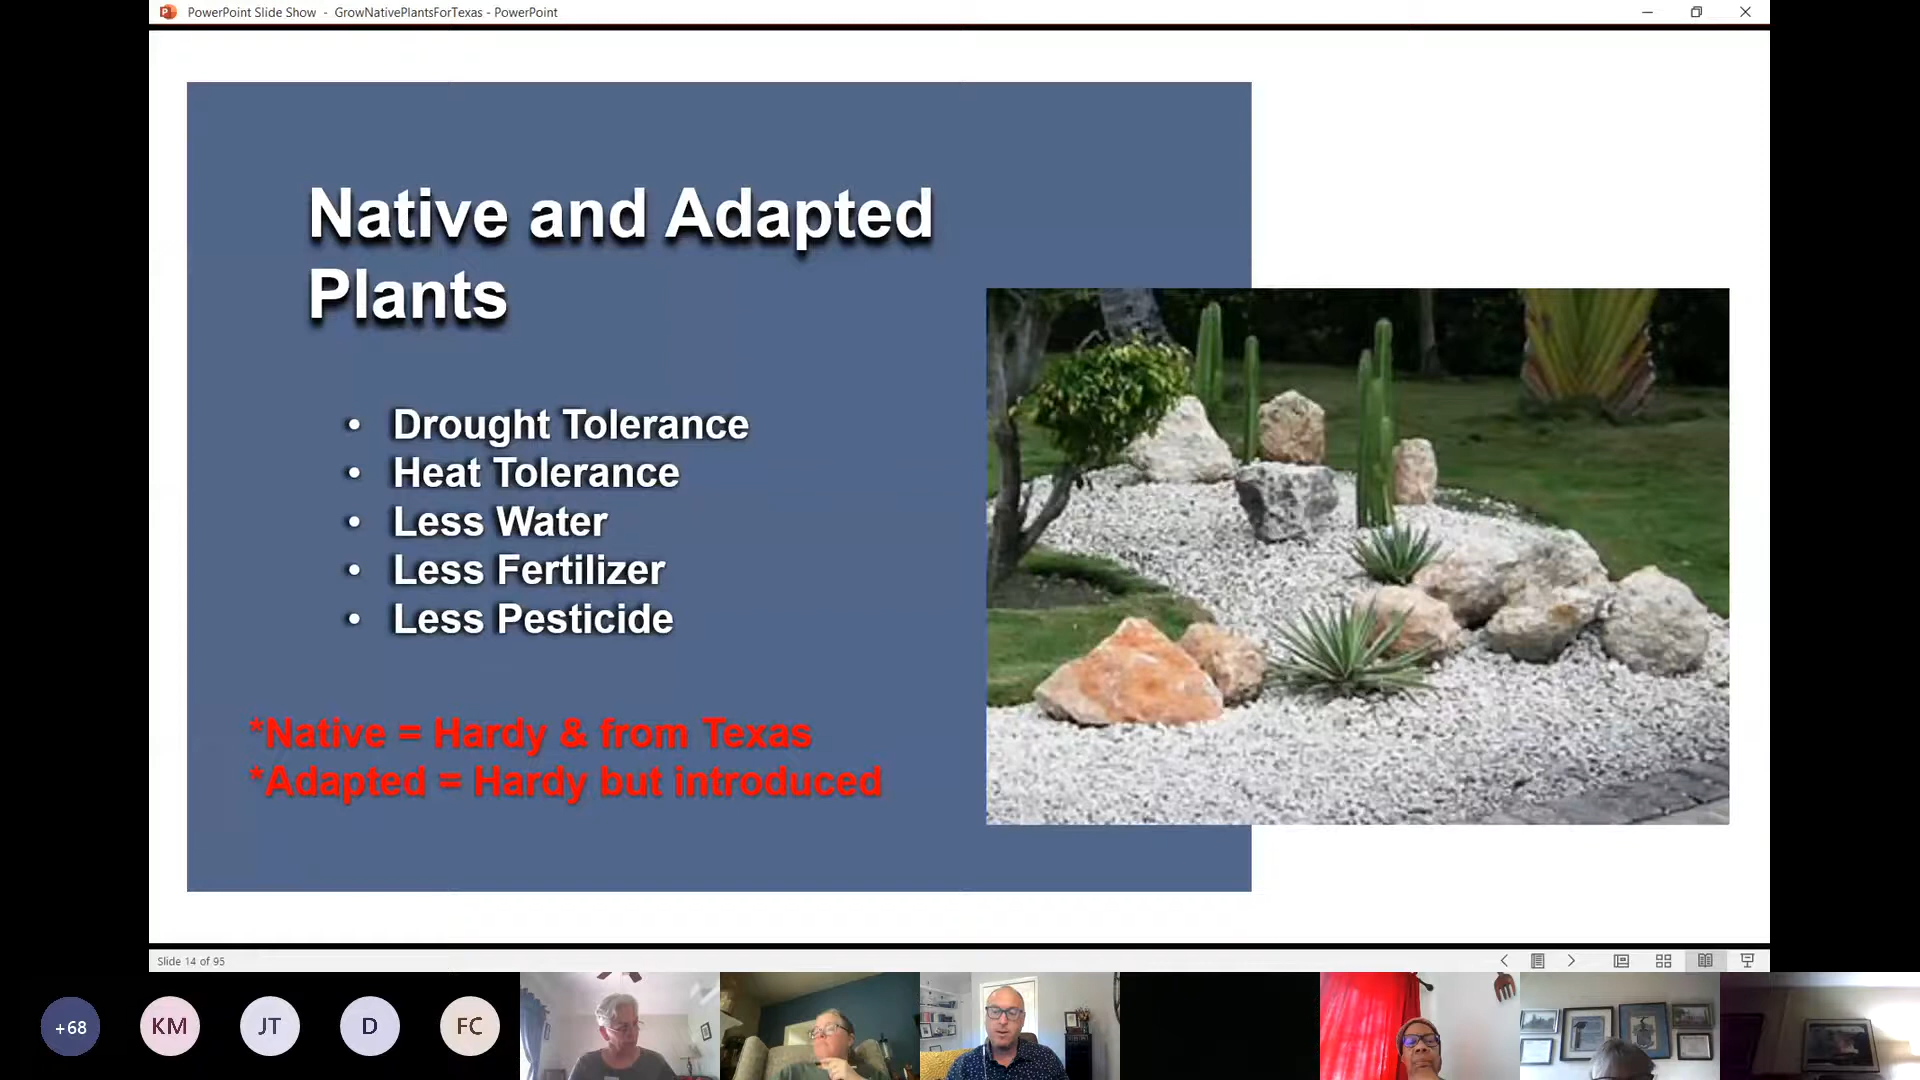 PowerPoint Slide Show - GrowNativePlantsForTexas - PowerPoint
Native and Adapted
Plants
• Drought Tolerance
• Heat Tolerance
• Less Water
• Less Fertilizer
• Less Pesticide
*Native = Hardy & from Texas
*Adapted = Hardy but introduced
Slide 14 of 95
+68
KM
JT
D
FC